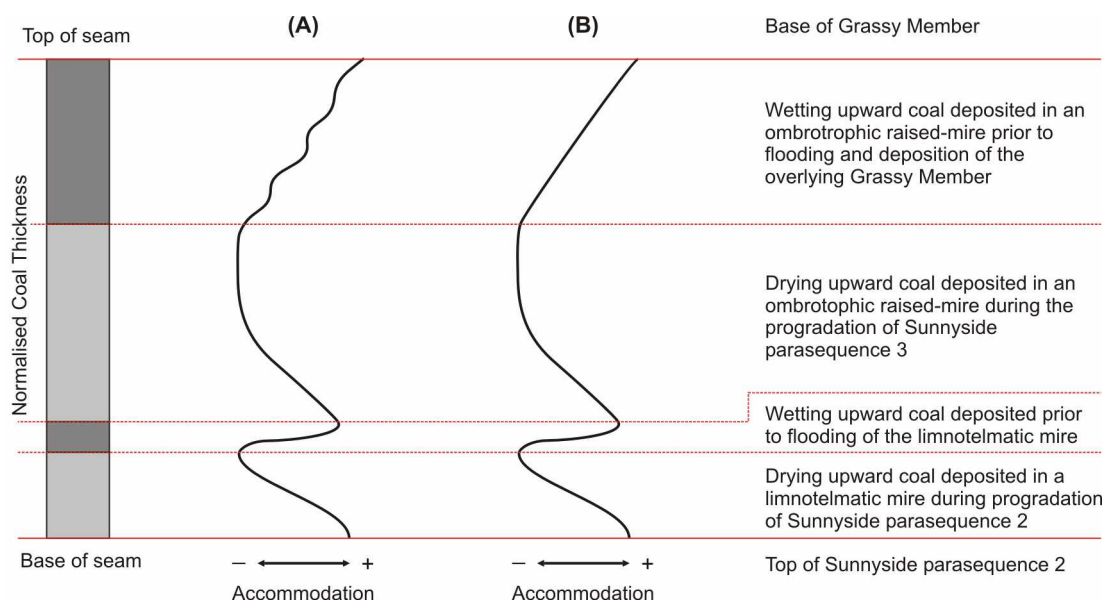 Top of seam
(A)
(B)
Base of Grassy Member
Normalised Coal Thickness
Wetting upward coal deposited in an
ombrotrophic raised-mire prior to
flooding and deposition of the
overlying Grassy Member
Drying upward coal deposited in an
ombrotophic raised-mire during the
progradation of Sunnyside
parasequence 3
Wetting upward coal deposited prior
to flooding of the limnotelmatic mire
Drying upward coal deposited in a
limnotelmatic mire during progradation
of Sunnyside parasequence 2
Base of seam
– +
Accommodation
– +
Accommodation
Top of Sunnyside parasequence 2